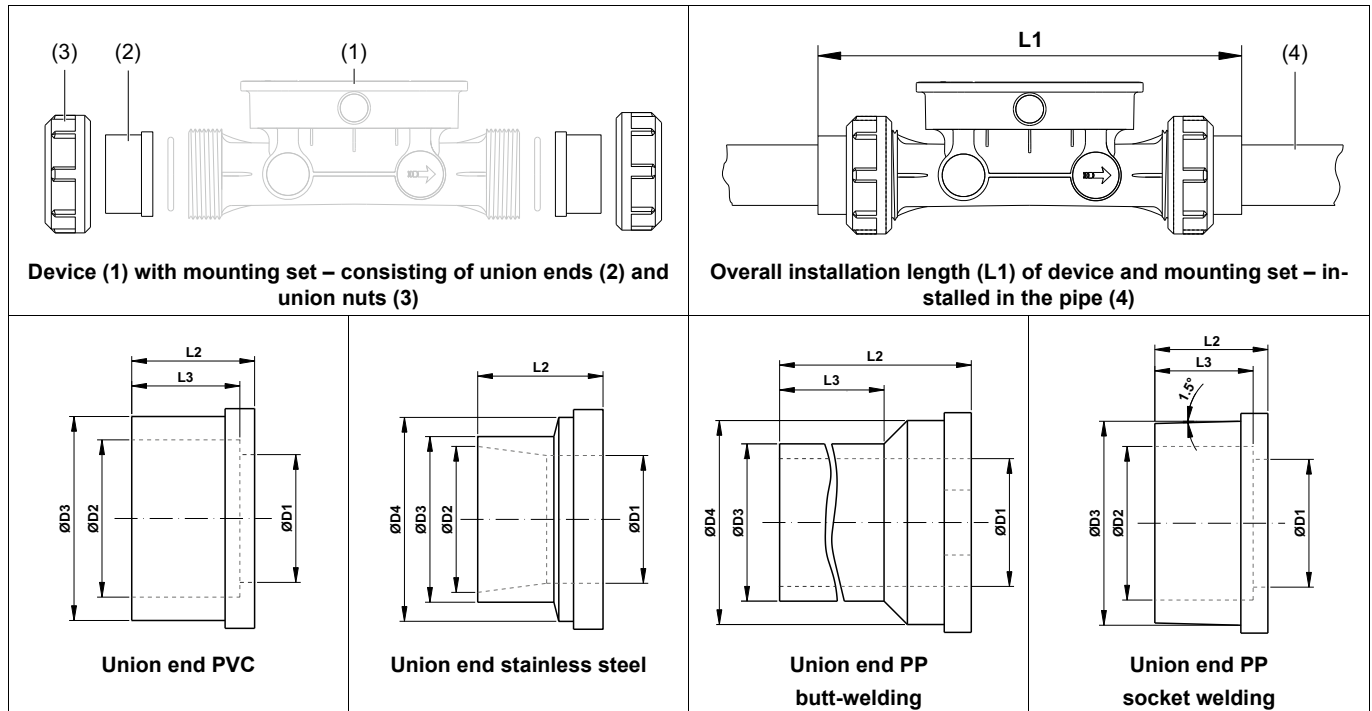 (3)
(2)
(1)
Device (1) with mounting set – consisting of union ends (2) and
union nuts (3)
L1
(4)
Overall installation length (L1) of device and mounting set – in-
stalled in the pipe (4)
L2
L3
ØD3
ØD2
ØD1
Union end PVC
L2
ØD4
ØD3
ØD2
ØD1
Union end stainless steel
L2
L3
ØD4
ØD3
ØD1
Union end PP
butt-welding
L2
L3
1.5°
ØD3
ØD2
ØD1
Union end PP
socket welding